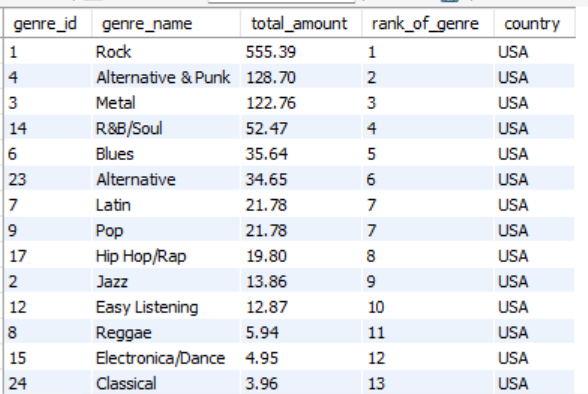 genre_id genre_name total_amount rank_of_genre country
1 Rock 555.39 1 USA
4 Alternative & Punk 128.70 2 USA
3 Metal 122.76 3 USA
14 R&B/Soul 52.47 4 USA
6 Blues 35.64 5 USA
23 Alternative 34.65 6 USA
7 Latin 21.78 7 USA
9 Pop 21.78 7 USA
17 Hip Hop/Rap 19.80 8 USA
2 Jazz 13.86 9 USA
12 Easy Listening 12.87 10 USA
8 Reggae 5.94 11 USA
15 Electronica/Dance 4.95 12 USA
24 Classical 3.96 13 USA